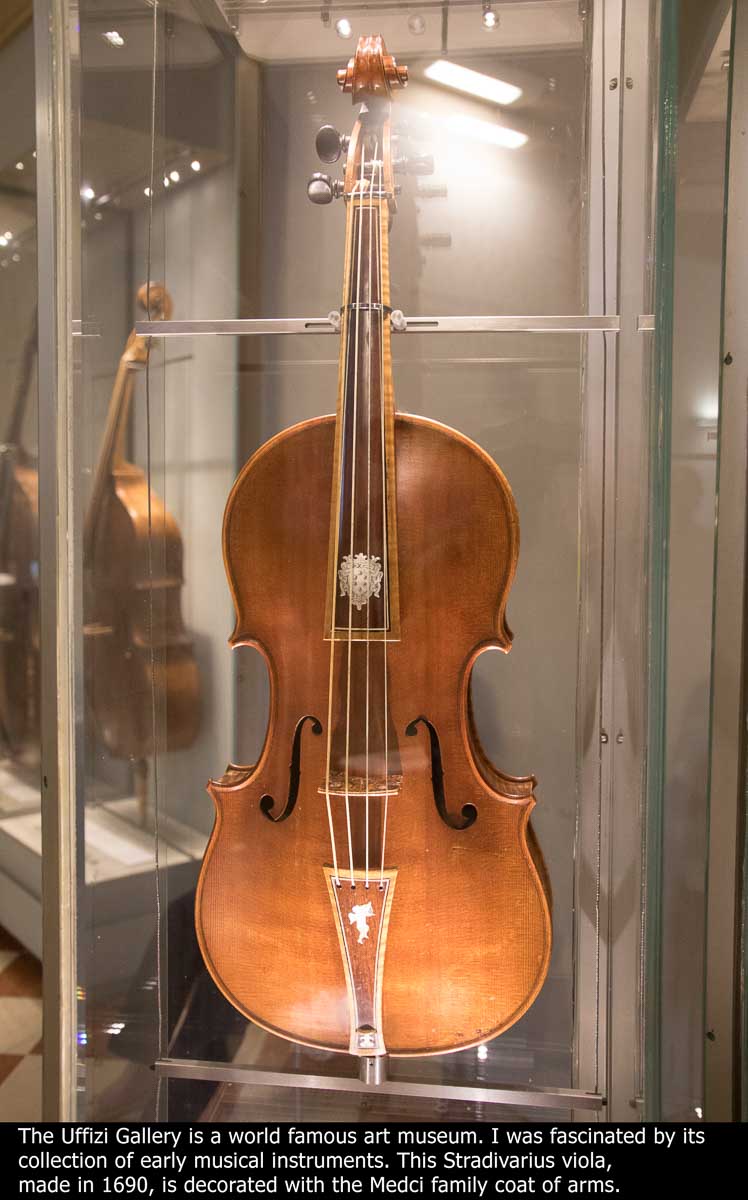 The Uffizi Gallery is a world famous art museum. I was fascinated by its
collection of early musical instruments. This Stradivarius viola,
made in 1690, is decorated with the Medci family coat of arms.